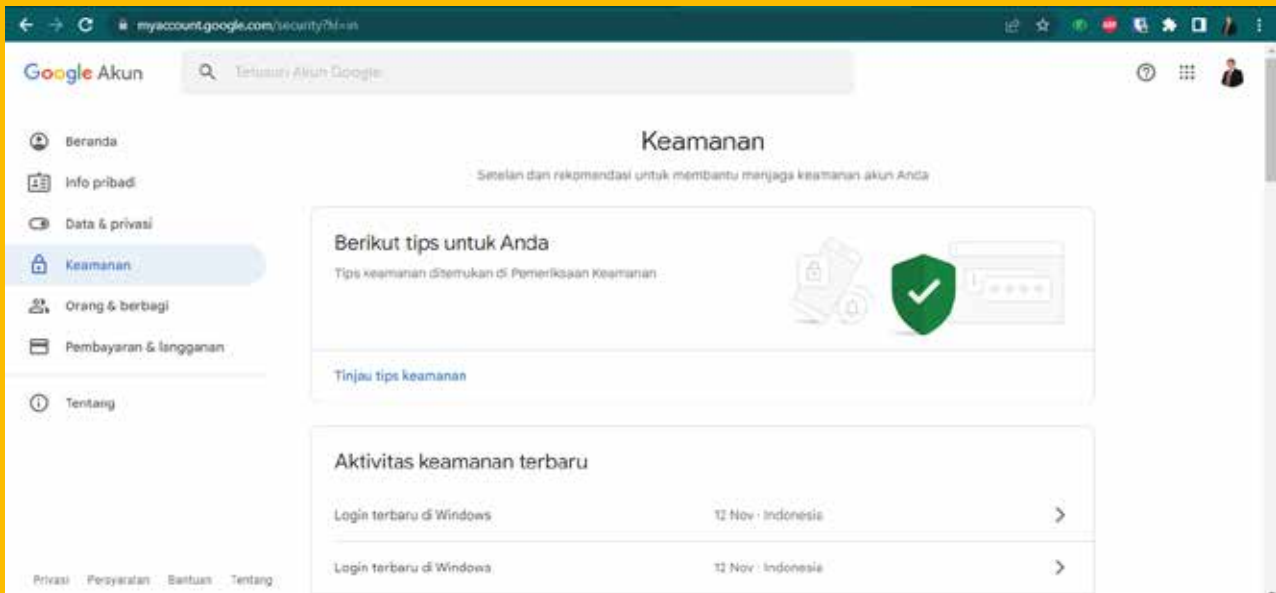 myaccount.google.com/security?hl=in
Google Akun
Telusuri Akun Google
Beranda
Info pribadi
Data & privasi
Keamanan
Orang & berbagi
Pembayaran & langganan
Tentang
Privasi Persyaratan Bantuan Tentang
Keamanan
Setelan dan rekomendasi untuk membantu menjaga keamanan akun Anda
Berikut tips untuk Anda
Tips keamanan ditemukan di Pemeriksaan Keamanan
Tinjau tips keamanan
Aktivitas keamanan terbaru
Login terbaru di Windows 12 Nov · Indonesia
Login terbaru di Windows 12 Nov · Indonesia